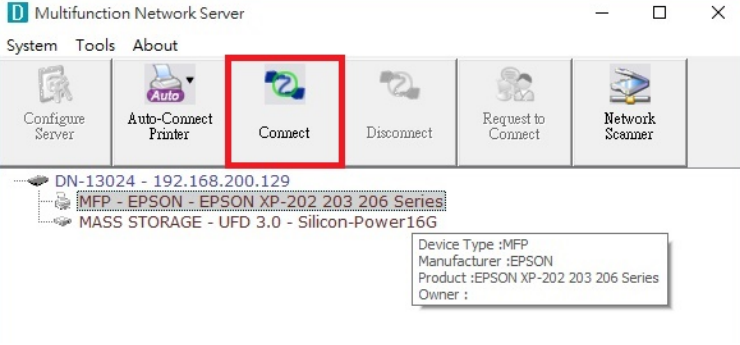 D Multifunction Network Server
System Tools About
Configure Server
Auto
Auto-Connect Printer
Connect
Disconnect
Request to Connect
Network Scanner
DN-13024 - 192.168.200.129
MFP - EPSON - EPSON XP-202 203 206 Series
MASS STORAGE - UFD 3.0 - Silicon-Power16G
Device Type :MFP
Manufacturer :EPSON
Product :EPSON XP-202 203 206 Series
Owner :